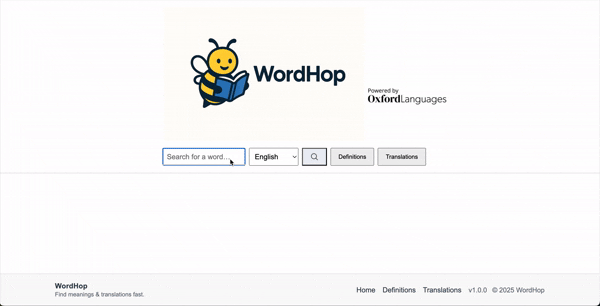 WordHop
Powered by
OxfordLanguages
Search for a word...
English
Definitions
Translations
WordHop
Find meanings & translations fast.
Home
Definitions
Translations
v1.0.0
© 2025 WordHop